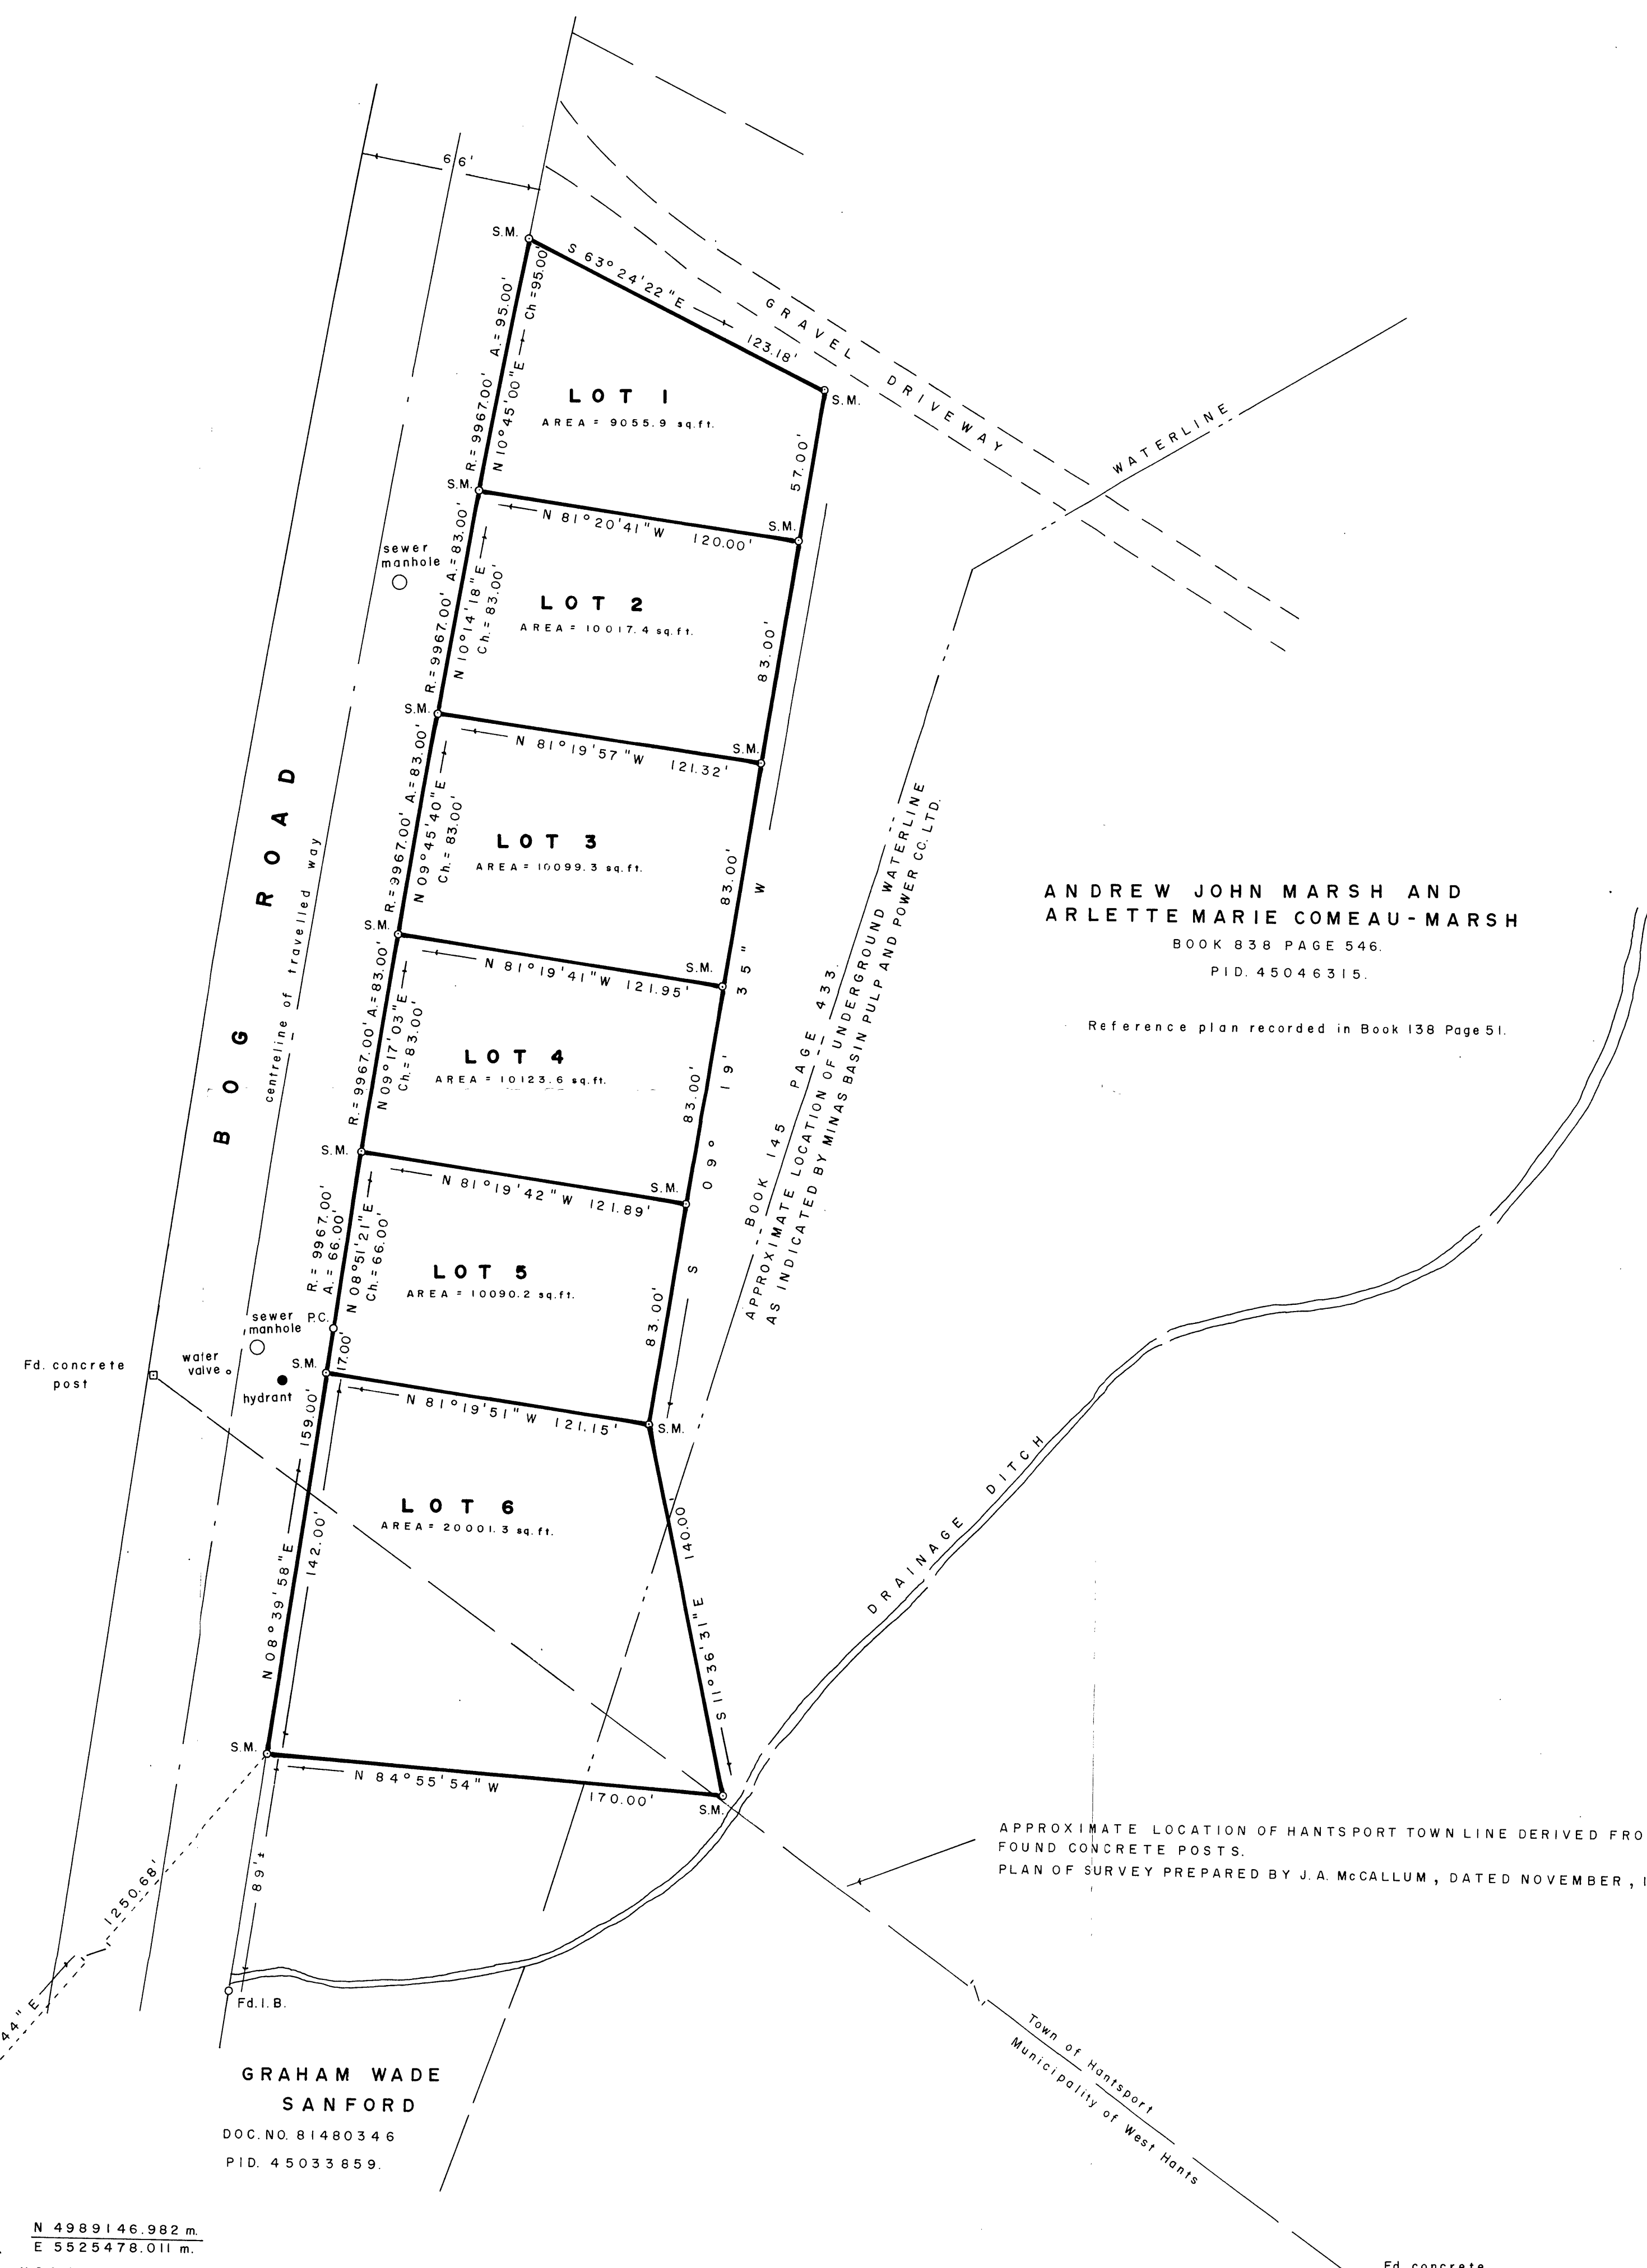 66'
S.M.
S 63°24'22"E
123.18'
GRAVEL DRIVEWAY
R.= 9967.00' A.= 95.00'
N 10°45'00"E Ch =95.00'
LOT 1
AREA = 9055.9 sq.ft.
S.M.
57.00'
WATERLINE
S.M.
N 81°20'41"W 120.00'
S.M.
sewer
manhole
R.= 9967.00' A.= 83.00'
N 10°14'18"E
Ch.= 83.00'
LOT 2
AREA = 10017.4 sq.ft.
83.00'
S.M.
N 81°19'57"W 121.32'
S.M.
R.= 9967.00' A.= 83.00'
N 09°45'40"E
Ch.= 83.00'
LOT 3
AREA = 10099.3 sq.ft.
83.00'
S 09° 19' 35" W
BOG ROAD
centreline of travelled way
S.M.
N 81°19'41"W 121.95'
S.M.
R.= 9967.00' A.= 83.00'
N 09°17'03"E
Ch.= 83.00'
LOT 4
AREA = 10123.6 sq.ft.
83.00'
BOOK 145 PAGE 433.
APPROXIMATE LOCATION OF UNDERGROUND WATERLINE
AS INDICATED BY MINAS BASIN PULP AND POWER CO. LTD.
ANDREW JOHN MARSH AND
ARLETTE MARIE COMEAU-MARSH
BOOK 838 PAGE 546.
PID. 45046315.
Reference plan recorded in Book 138 Page 51.
S.M.
N 81°19'42"W 121.89'
S.M.
R.= 9967.00'
A.= 66.00'
N 08°51'21"E
Ch.= 66.00'
LOT 5
AREA = 10090.2 sq.ft.
83.00'
sewer
manhole
P.C.
17.00'
Fd. concrete
post
water
valve
hydrant
S.M.
N 81°19'51"W 121.15'
S.M.
N 08°39'58"E 159.00'
142.00'
LOT 6
AREA = 20001.3 sq.ft.
140.00'
S 11°36'31"E
DRAINAGE DITCH
S.M.
N 84°55'54"W 170.00'
S.M.
APPROXIMATE LOCATION OF HANTSPORT TOWN LINE DERIVED FRO
FOUND CONCRETE POSTS.
PLAN OF SURVEY PREPARED BY J.A. McCALLUM, DATED NOVEMBER, 1
89'±
1250.68'
44"E
Fd. I.B.
Town of Hantsport
Municipality of West Hants
GRAHAM WADE
SANFORD
DOC. NO. 81480346
PID. 45033859.
N 4989146.982 m.
E 5525478.011 m.
Fd. concrete